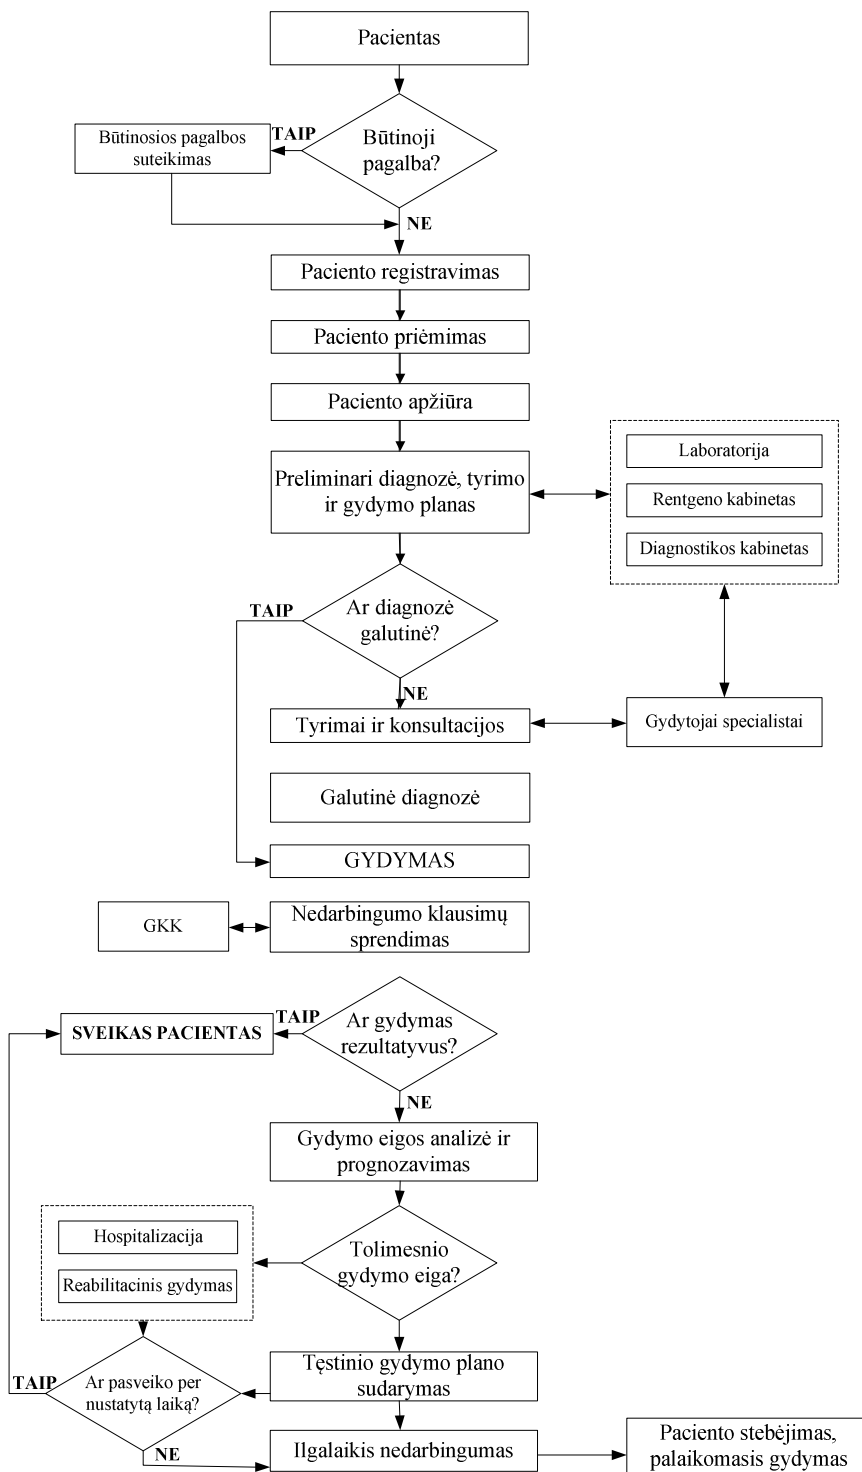 Pacientas
Būtinoji
pagalba?
TAIP
Būtinosios pagalbos
suteikimas
NE
Paciento registravimas
Paciento priėmimas
Paciento apžiūra
Preliminari diagnozė, tyrimo
ir gydymo planas
Laboratorija
Rentgeno kabinetas
Diagnostikos kabinetas
Ar diagnozė
galutinė?
TAIP
NE
Tyrimai ir konsultacijos
Gydytojai specialistai
Galutinė diagnozė
GYDYMAS
GKK
Nedarbingumo klausimų
sprendimas
Ar gydymas
rezultatyvus?
TAIP
SVEIKAS PACIENTAS
NE
Gydymo eigos analizė ir
prognozavimas
Tolimesnio
gydymo eiga?
Hospitalizacija
Reabilitacinis gydymas
Tęstinio gydymo plano
sudarymas
Ar pasveiko per
nustatytą laiką?
TAIP
NE
Ilgalaikis nedarbingumas
Paciento stebėjimas,
palaikomasis gydymas